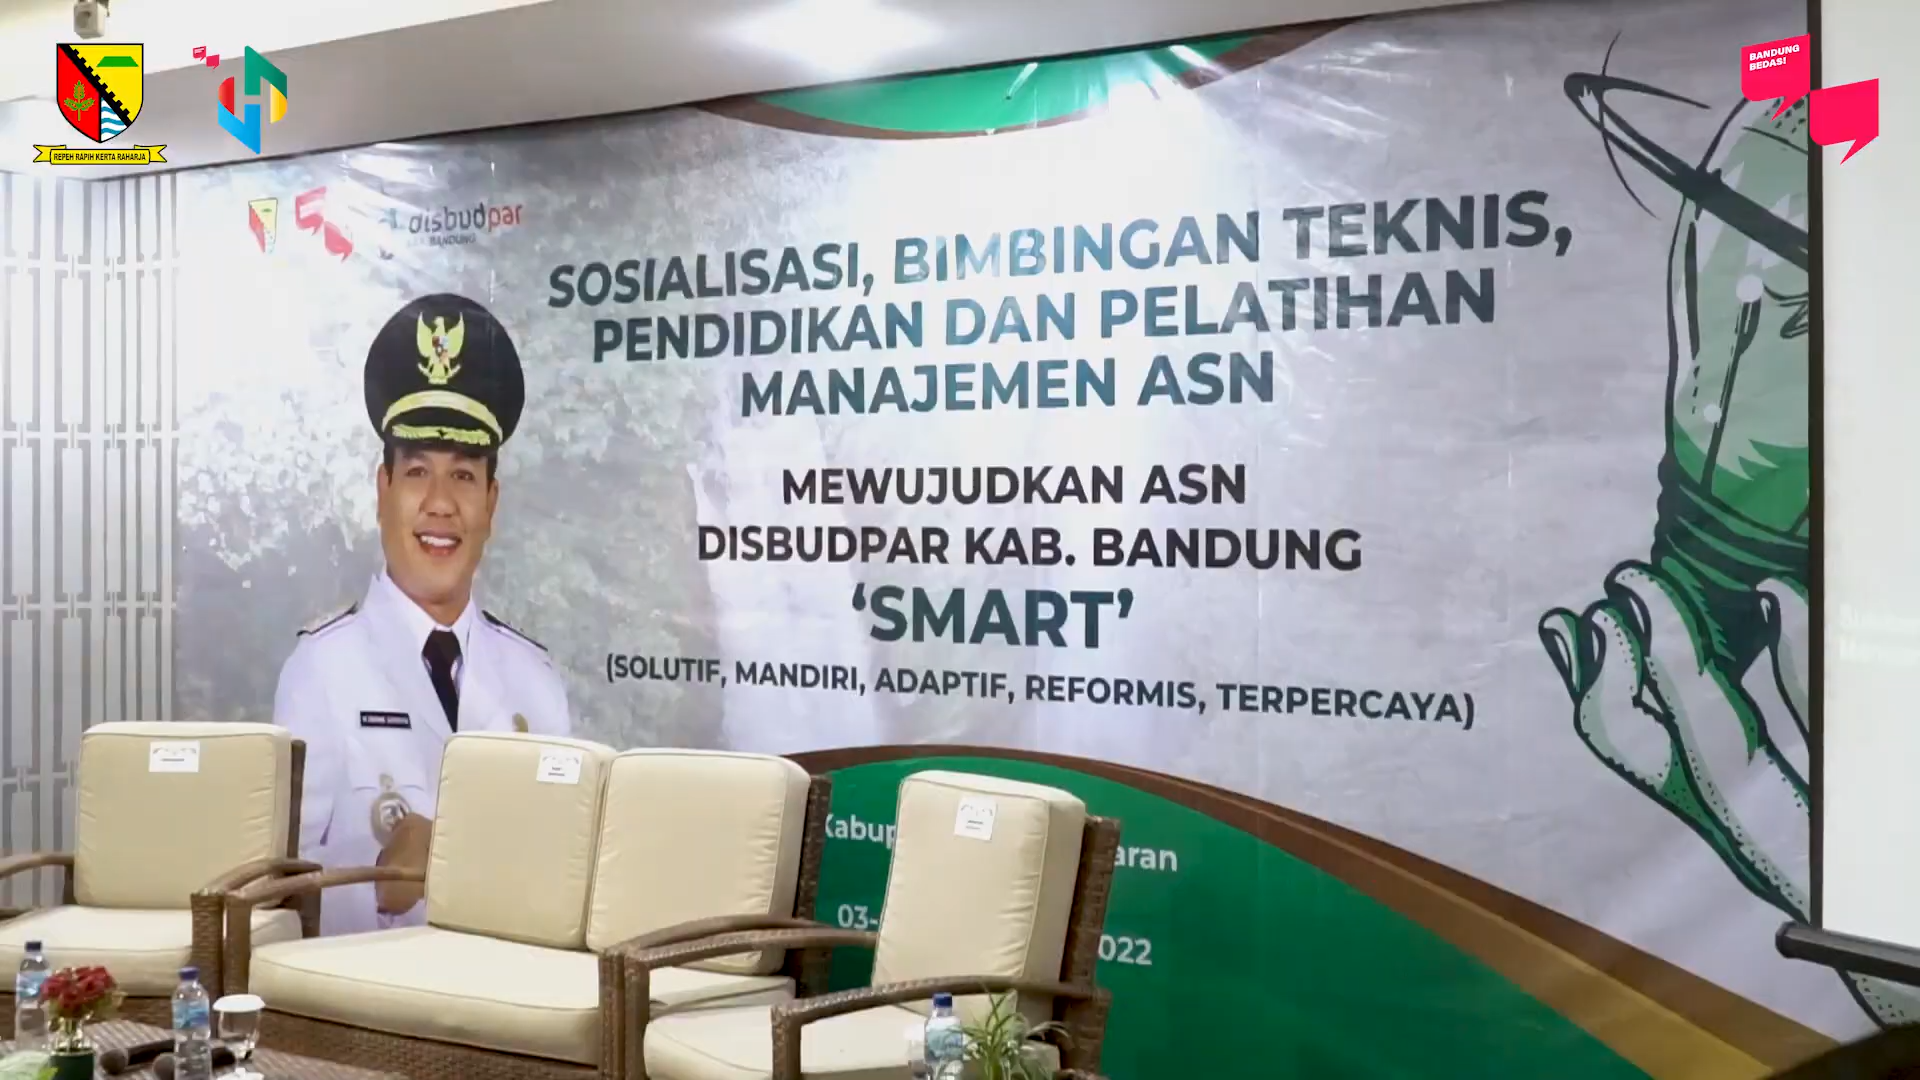 REPEH RAPIH KERTA RAHARJA
BANDUNG
BEDAS!
disbudpar
BANDUNG
SOSIALISASI, BIMBINGAN TEKNIS,
PENDIDIKAN DAN PELATIHAN
MANAJEMEN ASN
MEWUJUDKAN ASN
DISBUDPAR KAB. BANDUNG
‘SMART’
(SOLUTIF, MANDIRI, ADAPTIF, REFORMIS, TERPERCAYA)